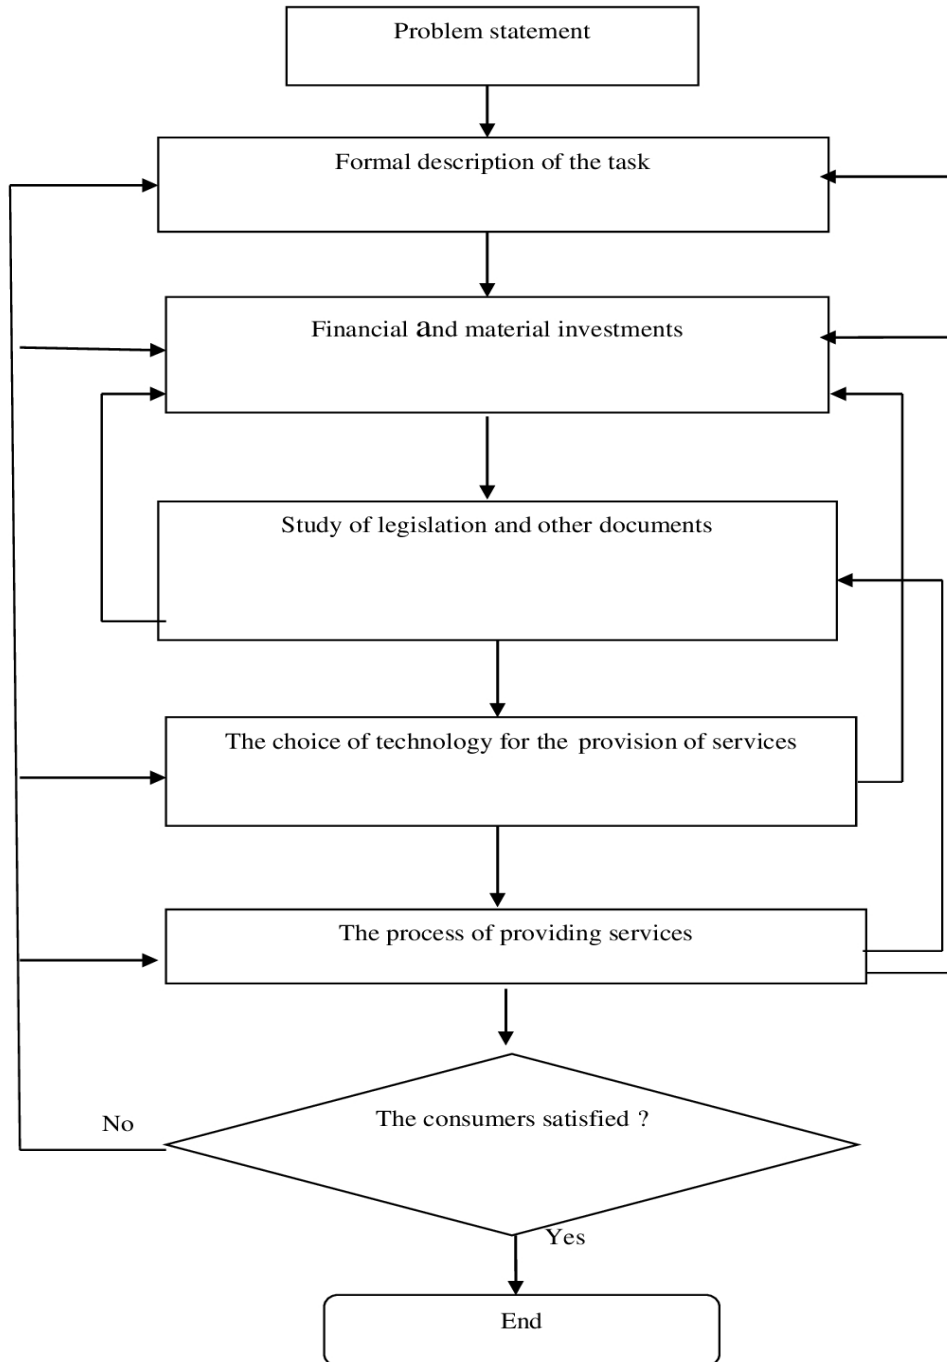 Problem statement
Formal description of the task
Financial and material investments
Study of legislation and other documents
The choice of technology for the provision of services
The process of providing services
The consumers satisfied ?
No
Yes
End